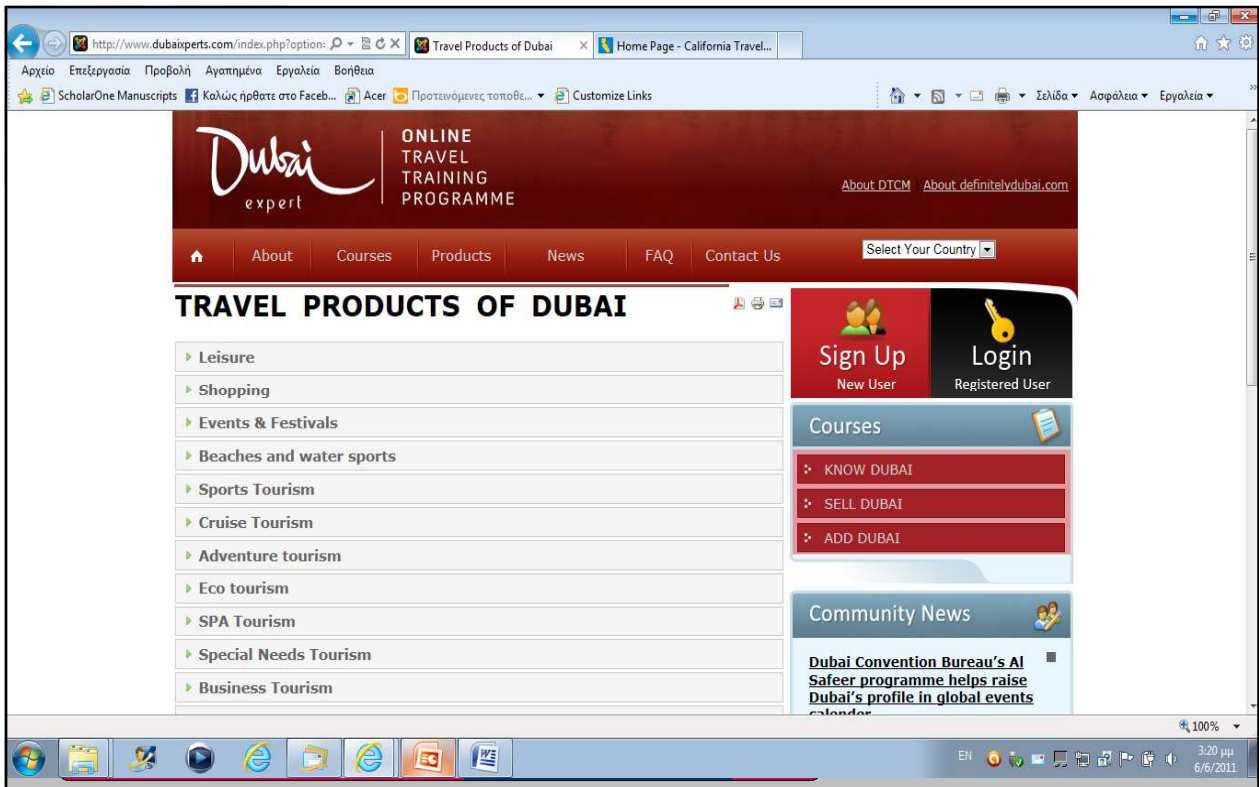 http://www.dubaixperts.com/index.php?option:
Travel Products of Dubai
Home Page - California Travel...
Αρχείο Επεξεργασία Προβολή Αγαπημένα Εργαλεία Βοήθεια
ScholarOne Manuscripts Καλώς ήρθατε στο Faceb... Acer Προτεινόμενες τοποθε... Customize Links
Σελίδα Ασφάλεια Εργαλεία
Dubai
expert
ONLINE
TRAVEL
TRAINING
PROGRAMME
About DTCM About definitelydubai.com
About Courses Products News FAQ Contact Us
Select Your Country
TRAVEL PRODUCTS OF DUBAI
Leisure
Shopping
Events & Festivals
Beaches and water sports
Sports Tourism
Cruise Tourism
Adventure tourism
Eco tourism
SPA Tourism
Special Needs Tourism
Business Tourism
Sign Up
New User
Login
Registered User
Courses
KNOW DUBAI
SELL DUBAI
ADD DUBAI
Community News
Dubai Convention Bureau's Al
Safeer programme helps raise
Dubai's profile in global events
calender
100%
EN
3:20 μμ
6/6/2011